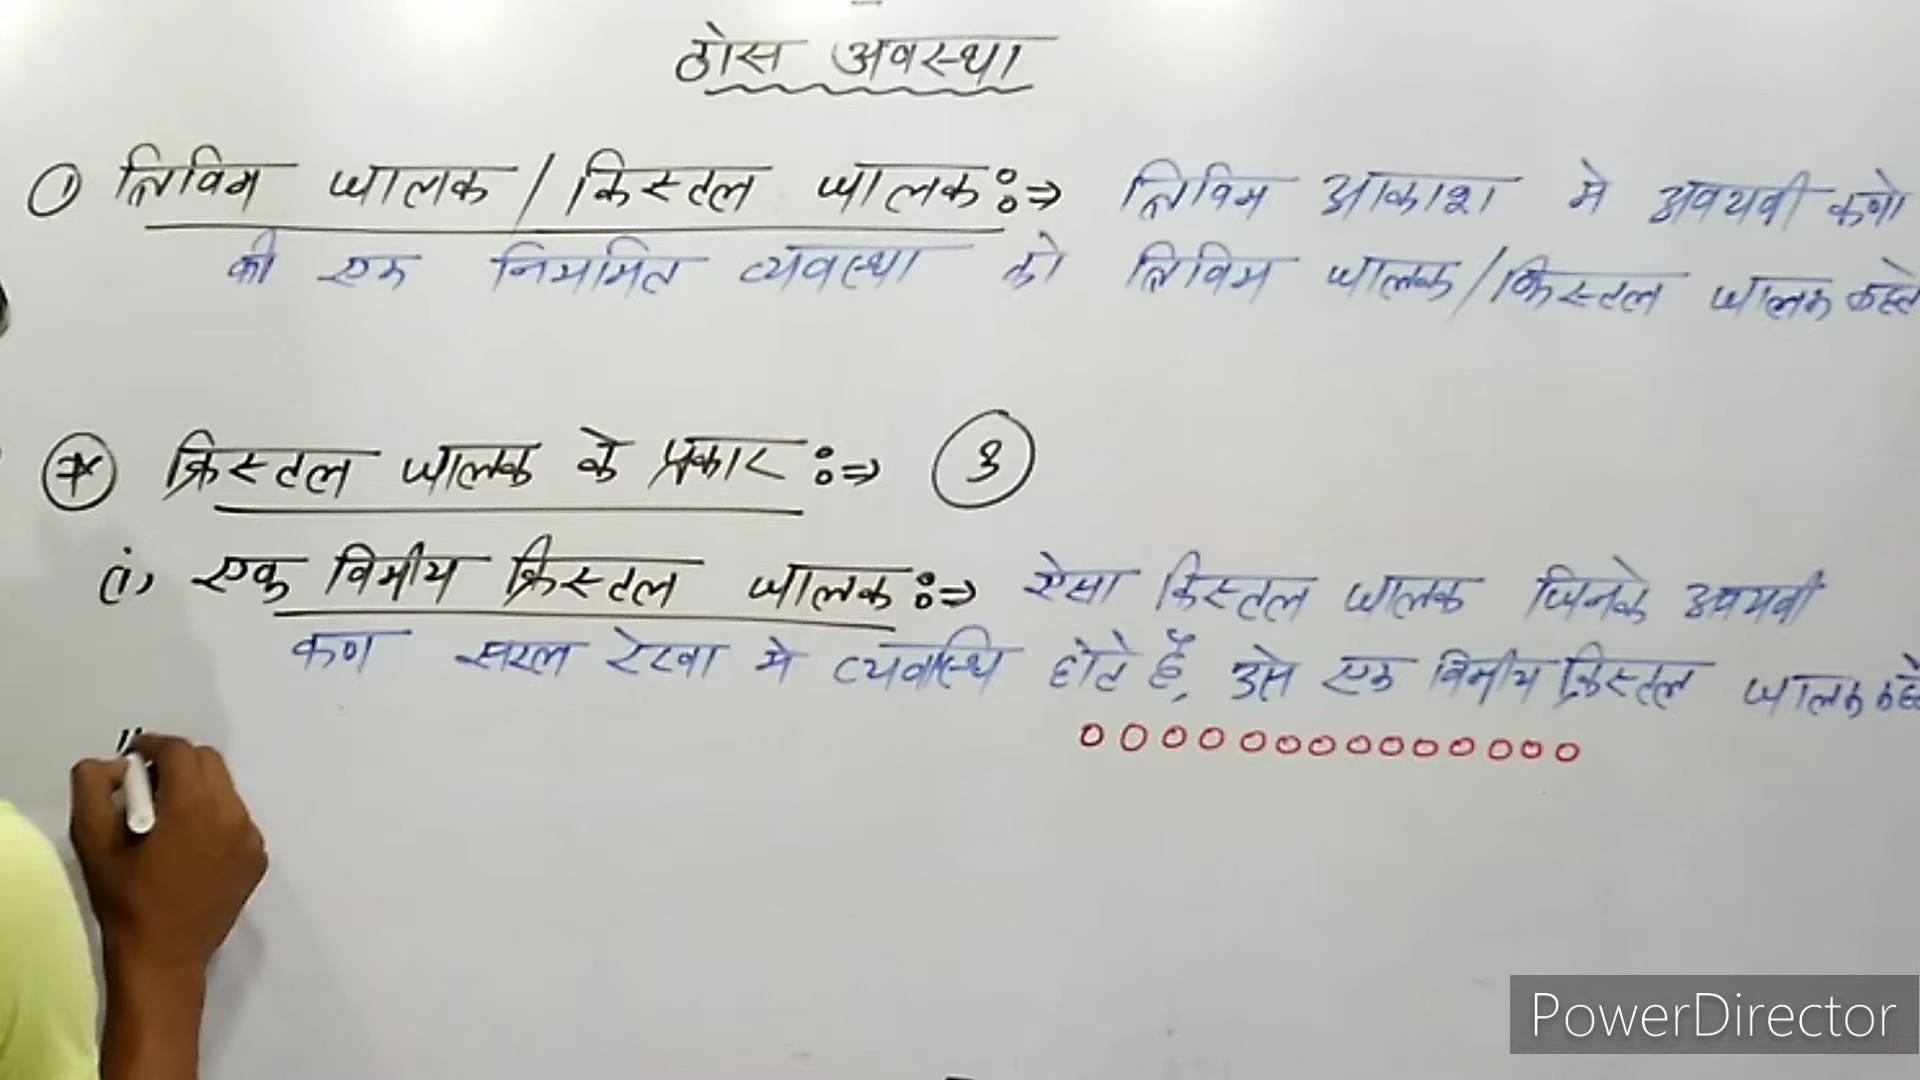 ठोस अवस्था
① त्रिविम जालक / क्रिस्टल जालक :⇒ त्रिविम आकाश मे अवयवी कणो
की एक नियमित व्यवस्था को त्रिविम जालक / क्रिस्टल जालक कहते
* क्रिस्टल जालक के प्रकार :⇒ 3
(i) एक विमीय क्रिस्टल जालक :⇒ ऐसा क्रिस्टल जालक जिनके अवयवी
कण सरल रेखा मे व्यवस्थि होते हैं, उसे एक विमीय क्रिस्टल जालक कहते
PowerDirector